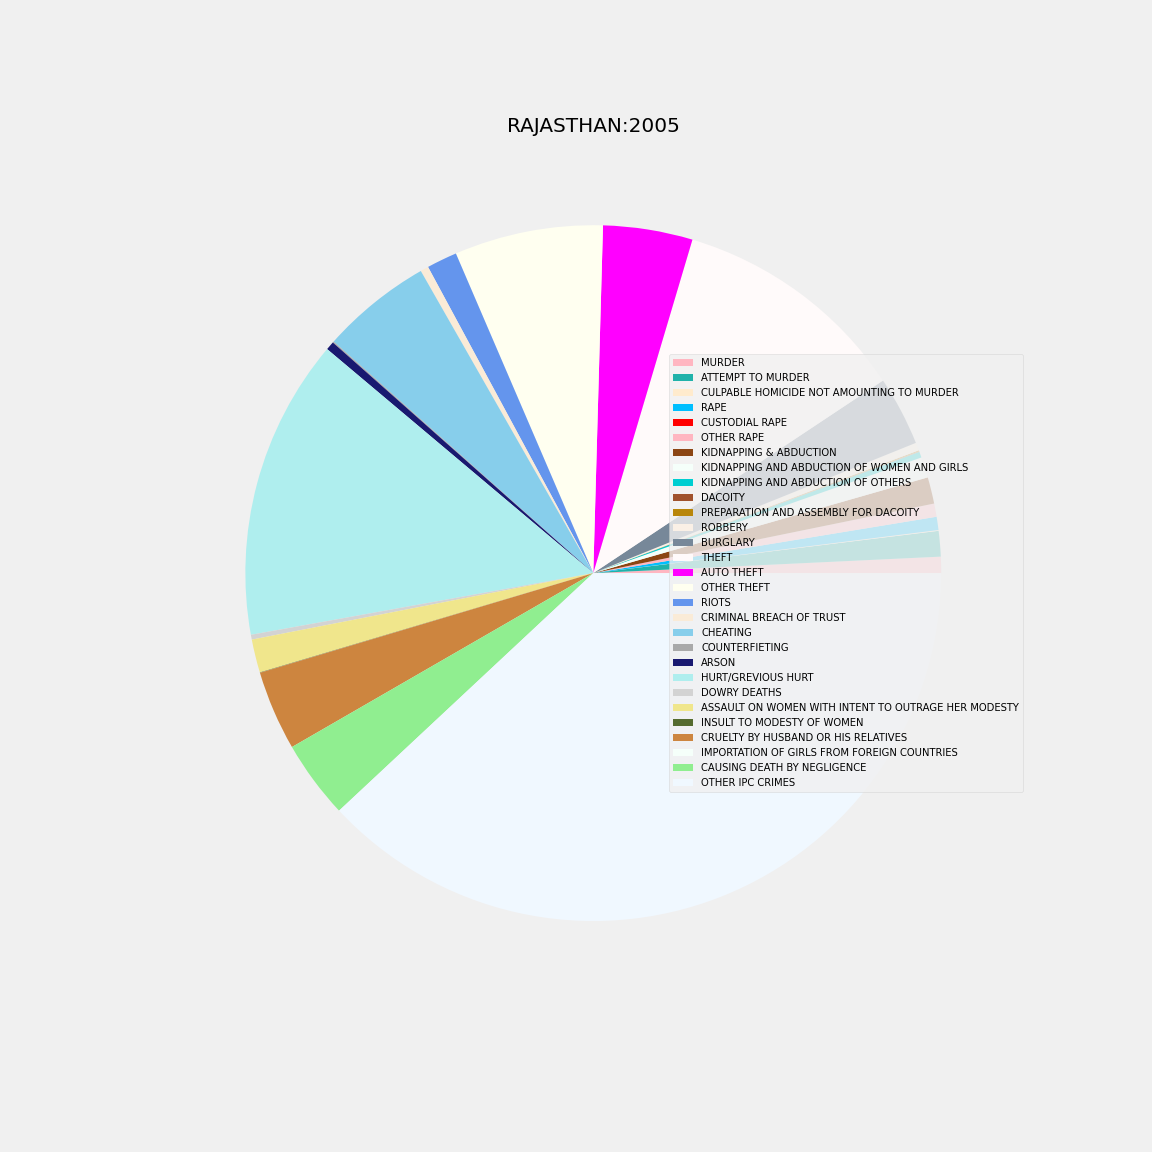 RAJASTHAN:2005
MURDER
ATTEMPT TO MURDER
CULPABLE HOMICIDE NOT AMOUNTING TO MURDER
RAPE
CUSTODIAL RAPE
OTHER RAPE
KIDNAPPING & ABDUCTION
KIDNAPPING AND ABDUCTION OF WOMEN AND GIRLS
KIDNAPPING AND ABDUCTION OF OTHERS
DACOITY
PREPARATION AND ASSEMBLY FOR DACOITY
ROBBERY
BURGLARY
THEFT
AUTO THEFT
OTHER THEFT
RIOTS
CRIMINAL BREACH OF TRUST
CHEATING
COUNTERFIETING
ARSON
HURT/GREVIOUS HURT
DOWRY DEATHS
ASSAULT ON WOMEN WITH INTENT TO OUTRAGE HER MODESTY
INSULT TO MODESTY OF WOMEN
CRUELTY BY HUSBAND OR HIS RELATIVES
IMPORTATION OF GIRLS FROM FOREIGN COUNTRIES
CAUSING DEATH BY NEGLIGENCE
OTHER IPC CRIMES